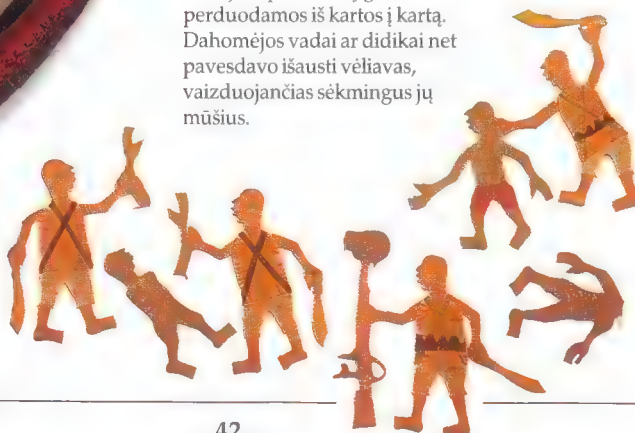 perduodamos iš kartos į kartą.
Dahomėjos vadai ar didikai net
pavesdavo išausti vėliavas,
vaizduojančias sėkmingus jų
mūšius.
42